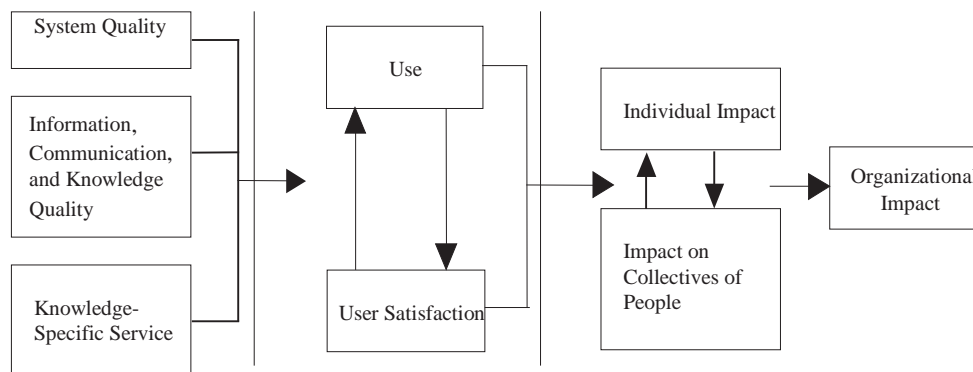 System Quality
Information,
Communication,
and Knowledge
Quality
Knowledge-
Specific Service
Use
User Satisfaction
Individual Impact
Impact on
Collectives of
People
Organizational
Impact